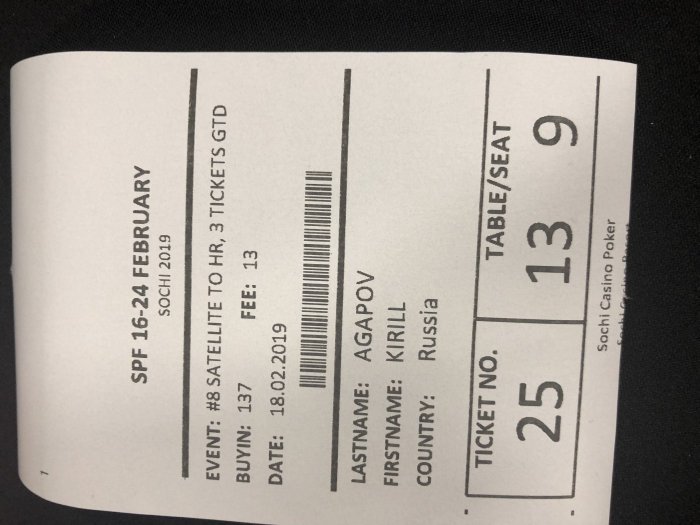 SPF 16-24 FEBRUARY
SOCHI 2019
EVENT: #8 SATELLITE TO HR, 3 TICKETS GTD
BUYIN: 137 FEE: 13
DATE: 18.02.2019
LASTNAME: AGAPOV
FIRSTNAME: KIRILL
COUNTRY: Russia
TICKET NO. TABLE/SEAT
25 13 9
Sochi Casino Poker